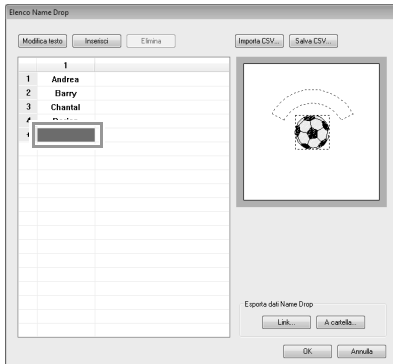 Elenco Name Drop
Modifica testo Inserisci Elimina Importa CSV... Salva CSV...
1
1 Andrea
2 Barry
3 Chantal
4
Esporta dati Name Drop
Link... A cartella...
OK Annulla